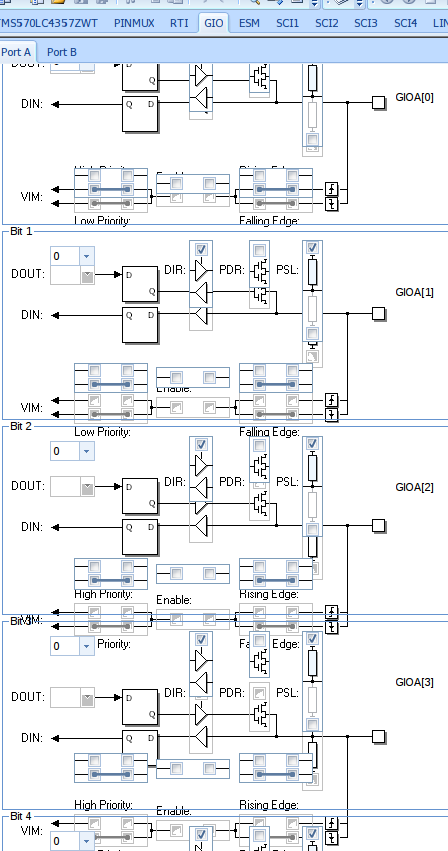 TMS570LC4357ZWT PINMUX RTI GIO ESM SCI1 SCI2 SCI3 SCI4 LIN
Port A Port B
DOUT: 0 D
Q
DIN: Q D GIOA[0]
High Priority: Enable: Rising Edge:
VIM:
Low Priority: Falling Edge:
Bit 1
0
DOUT: D DIR: PDR: PSL:
Q
DIN: Q D GIOA[1]
Enable:
VIM:
Low Priority: Falling Edge:
Bit 2
0
DOUT: D DIR: PDR: PSL:
Q GIOA[2]
DIN: Q D
High Priority: Enable: Rising Edge:
VIM:
Bit 3 Priority: Falling Edge:
0
DOUT: D DIR: PDR: PSL: GIOA[3]
Q
DIN: Q D
High Priority: Enable: Rising Edge:
Bit 4
VIM:
0